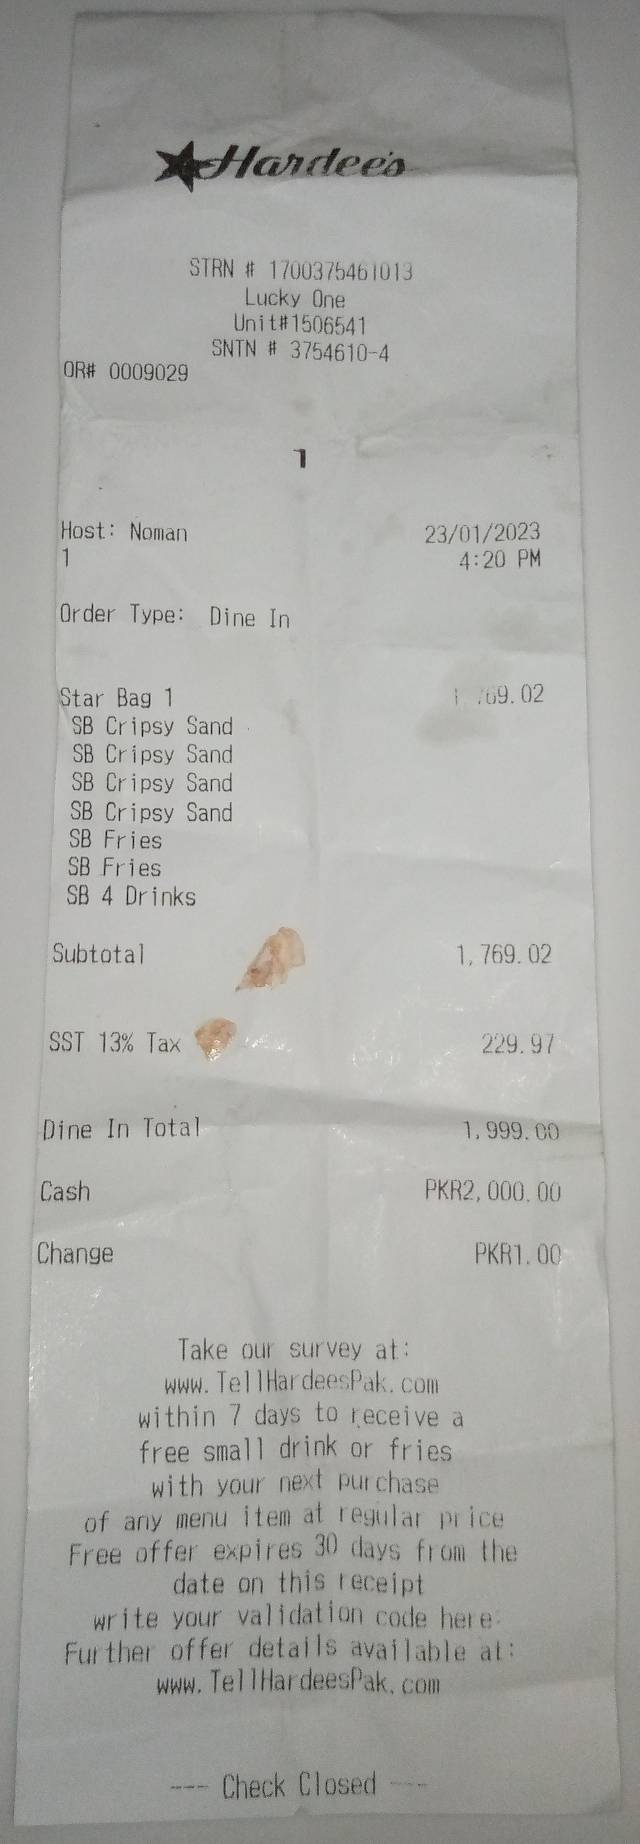 Hardee's
STRN # 1700375461013
Lucky One
Unit#1506541
SNTN # 3754610-4
OR# 0009029
1
Host: Noman 23/01/2023
1 4:20 PM
Order Type: Dine In
Star Bag 1
SB Cripsy Sand
SB Cripsy Sand
SB Cripsy Sand
SB Cripsy Sand
SB Fries
SB Fries
SB 4 Drinks
Subtotal 1,769.02
SST 13% Tax 229.97
Dine In Total 1,999.00
Cash PKR2,000.00
Change PKR1.00
Take our survey at:
www.TellHardeesPak.com
within 7 days to receive a
free small drink or fries
with your next purchase
of any menu item at regular price
Free offer expires 30 days from the
date on this receipt
write your validation code here:
Further offer details available at:
www.TellHardeesPak.com
--- Check Closed ---